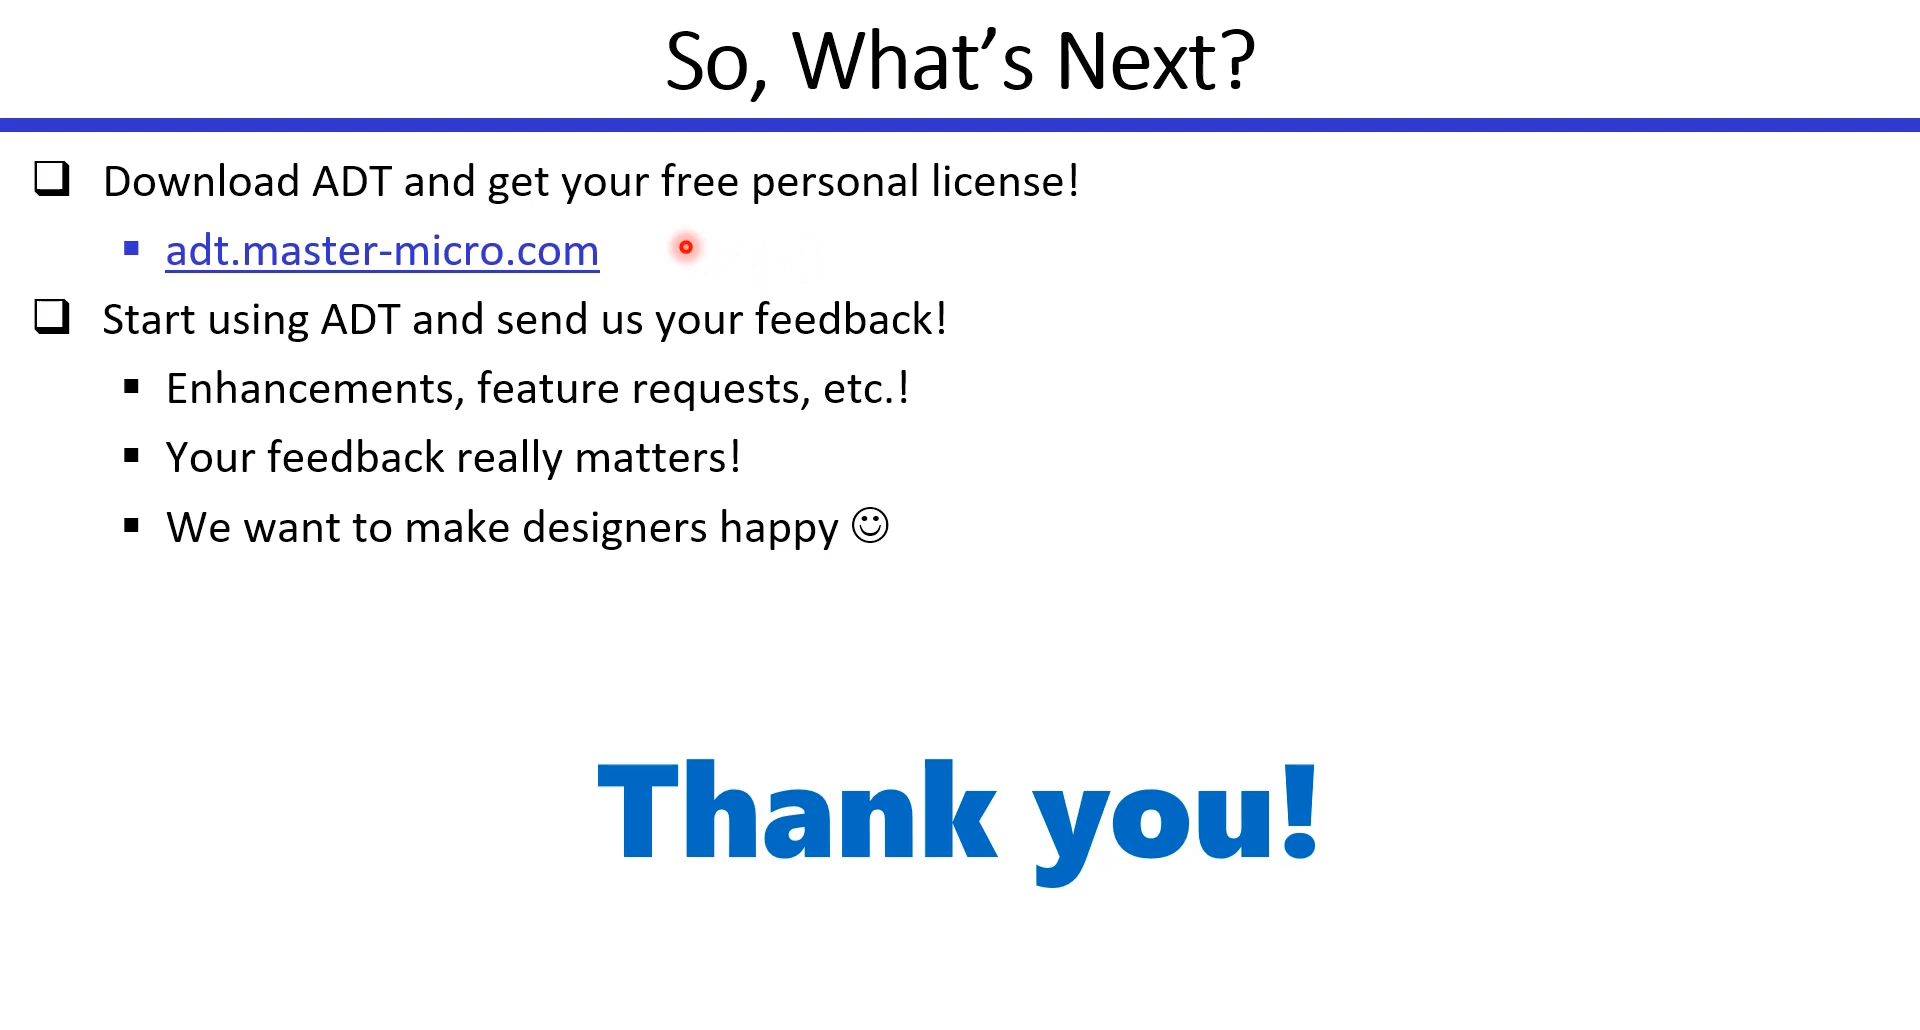 So, What’s Next?
❑ Download ADT and get your free personal license!
▪ adt.master-micro.com
❑ Start using ADT and send us your feedback!
▪ Enhancements, feature requests, etc.!
▪ Your feedback really matters!
▪ We want to make designers happy ☺
Thank you!